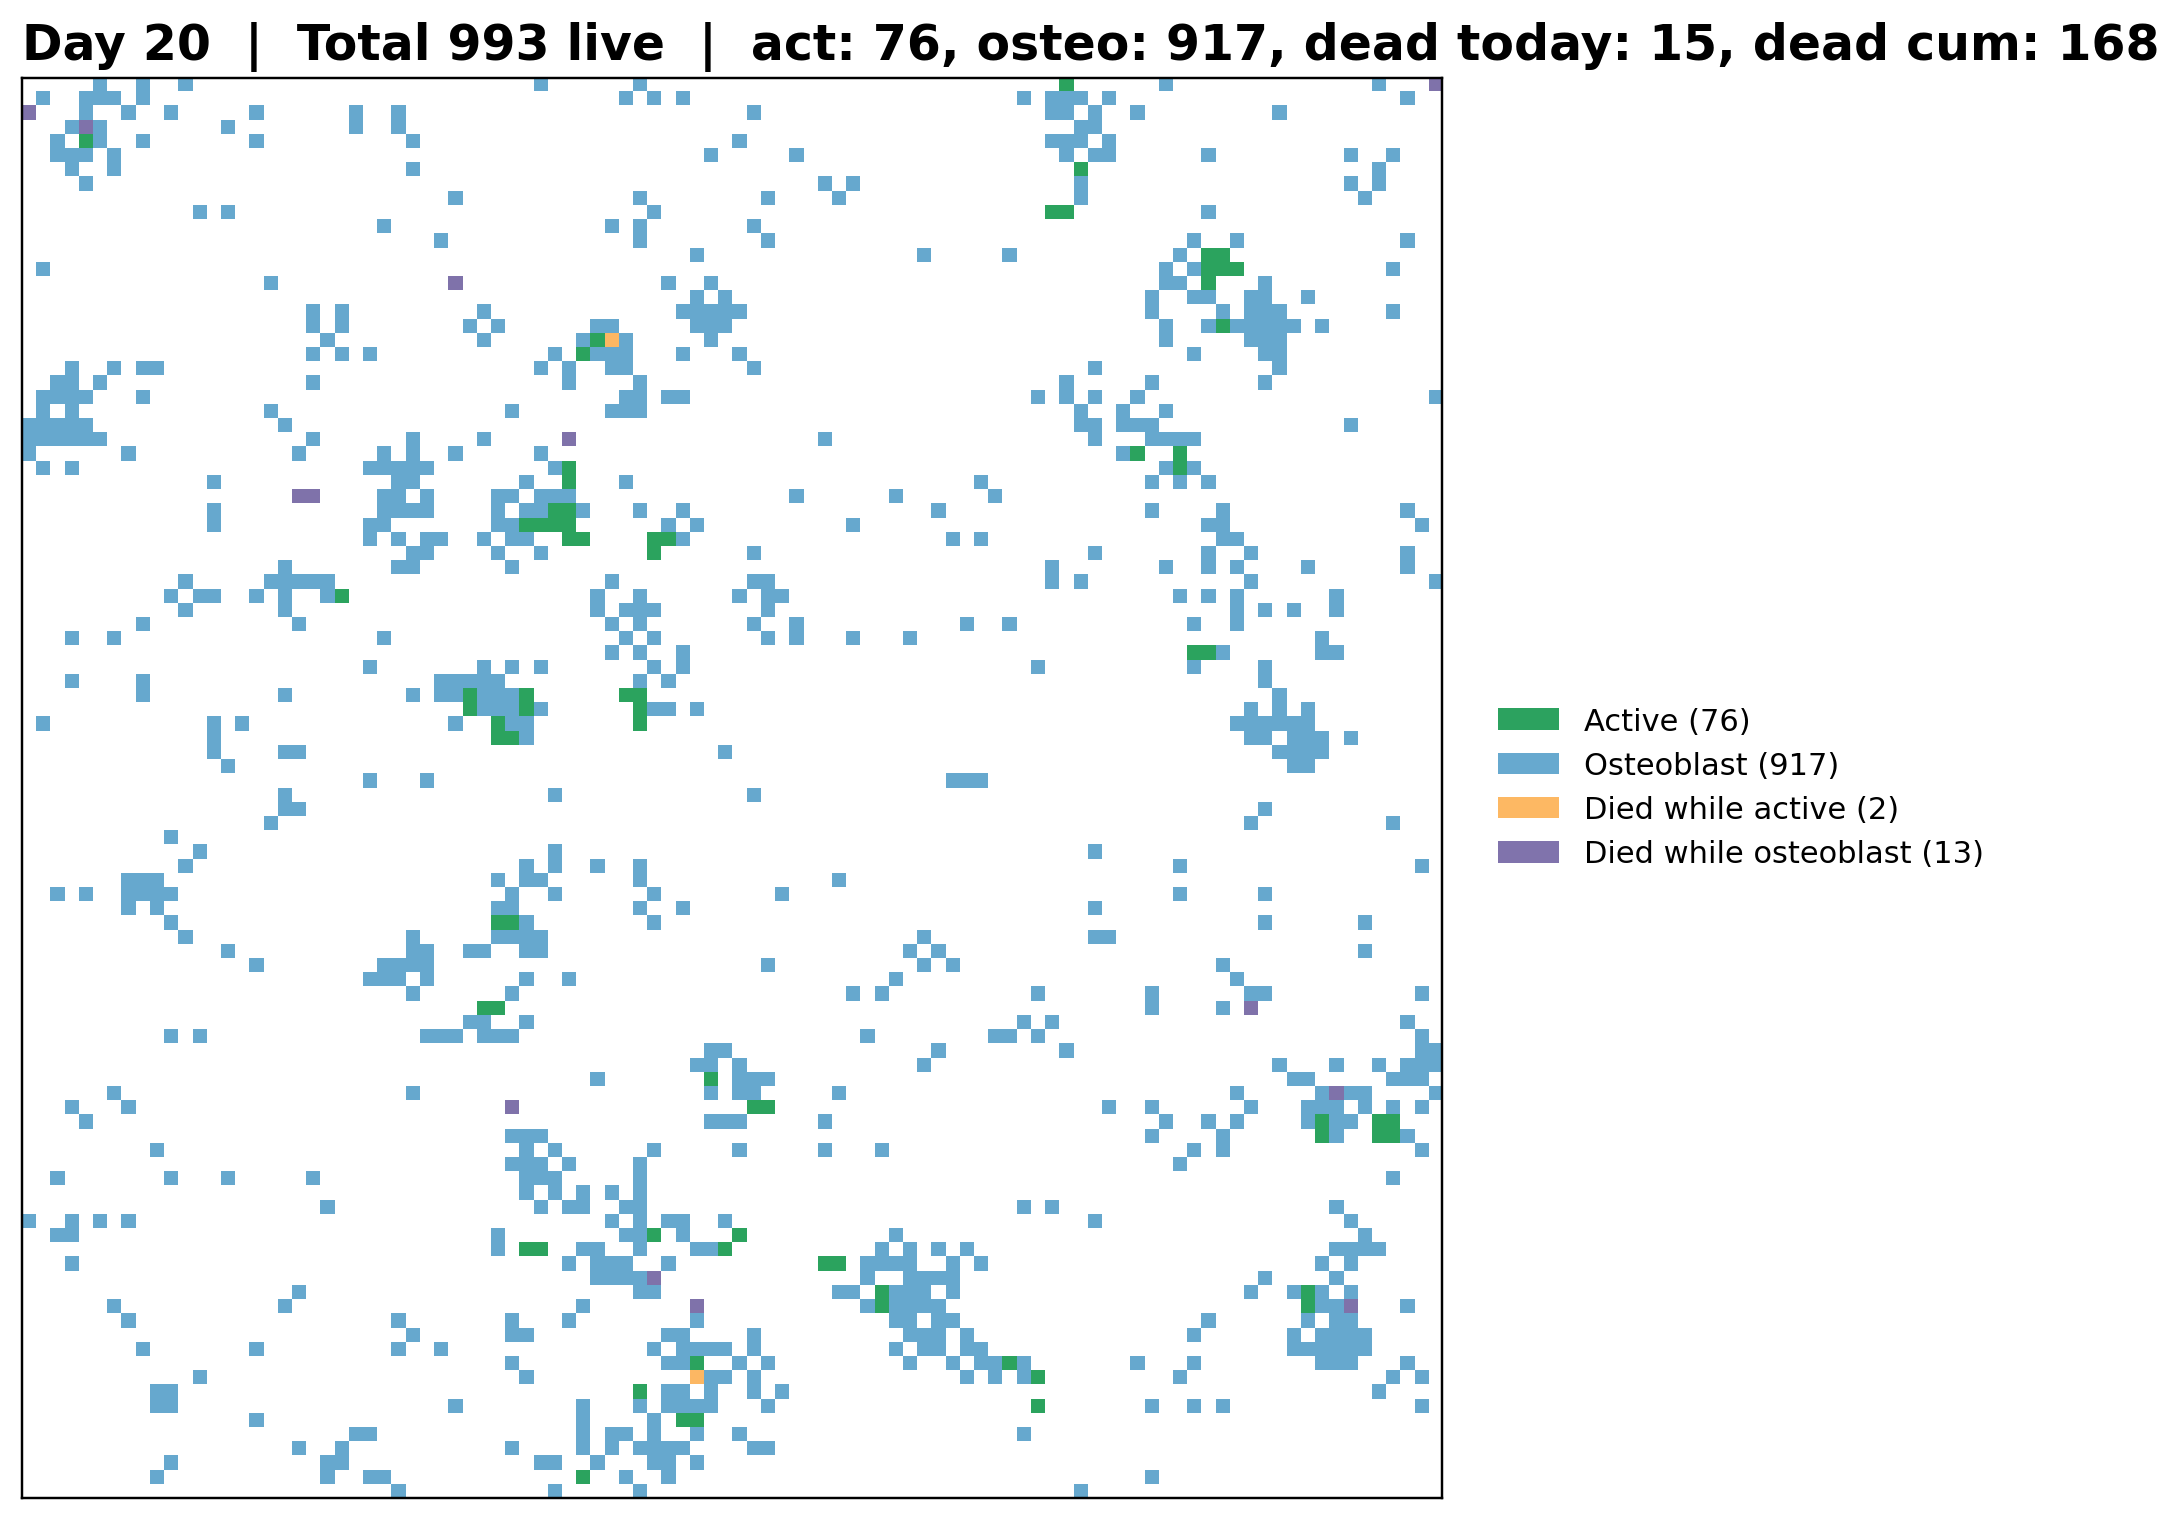 Day 20 | Total 993 live | act: 76, osteo: 917, dead today: 15, dead cum: 168
Active (76)
Osteoblast (917)
Died while active (2)
Died while osteoblast (13)